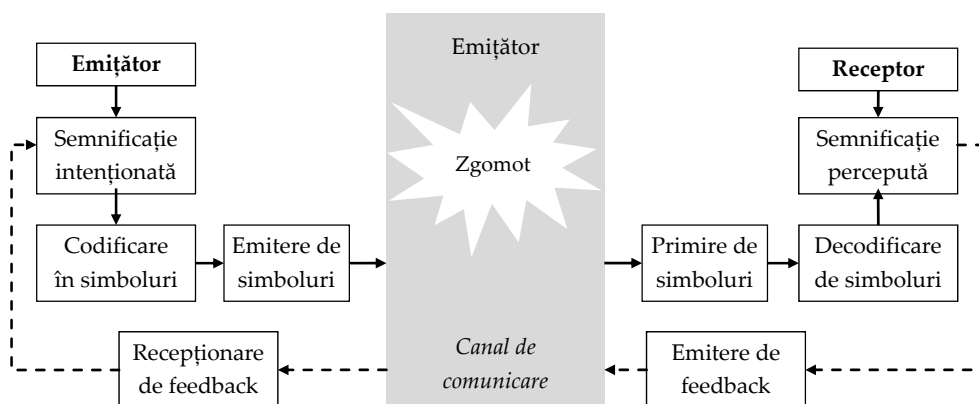 Emițător
Emițător
Receptor
Semnificație
intenționată
Zgomot
Semnificație
percepută
Codificare
în simboluri
Emitere de
simboluri
Primire de
simboluri
Decodificare
de simboluri
Recepționare
de feedback
Canal de
comunicare
Emitere de
feedback